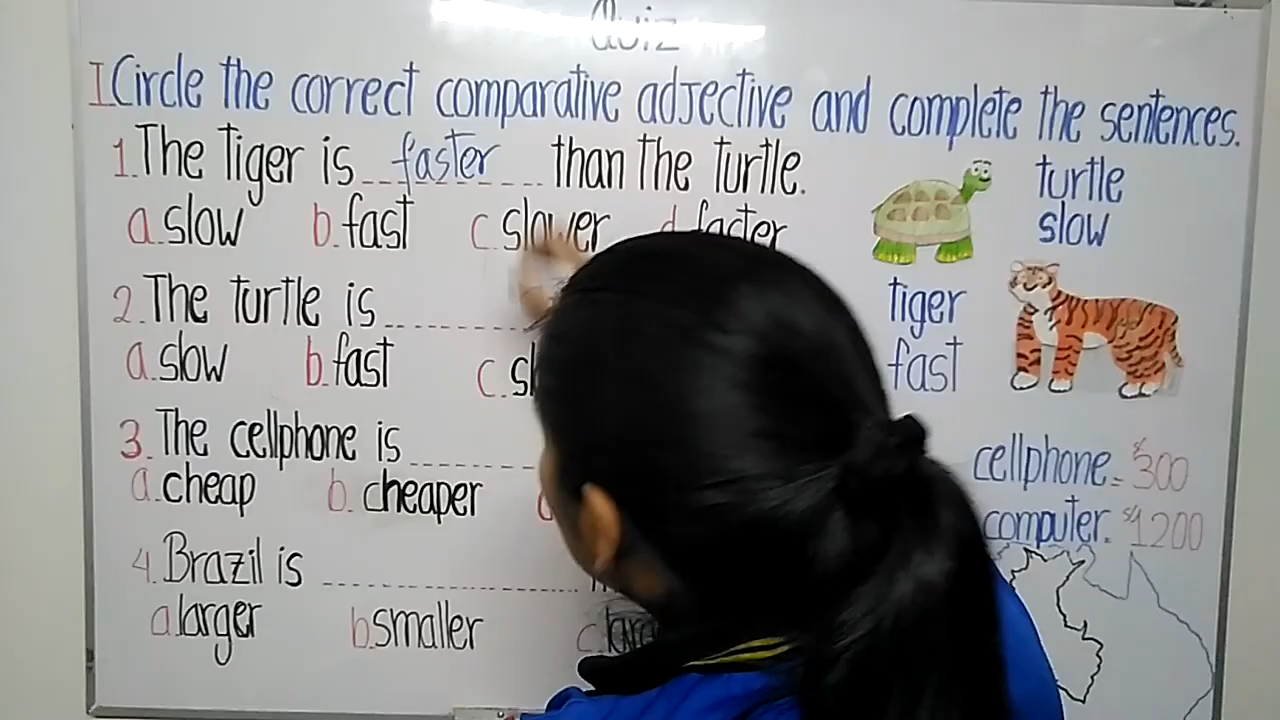 Quiz
I Circle the correct comparative adjective and complete the sentences.
1. The Tiger is faster than the turtle.
a. slow b. fast c. slower d. faster
turtle
slow
2. The turtle is
a. slow b. fast c. sl
tiger
fast
3. The cellphone is
a. cheap b. cheaper
cellphone = $300
computer = $1200
4. Brazil is
a larger b. smaller c.